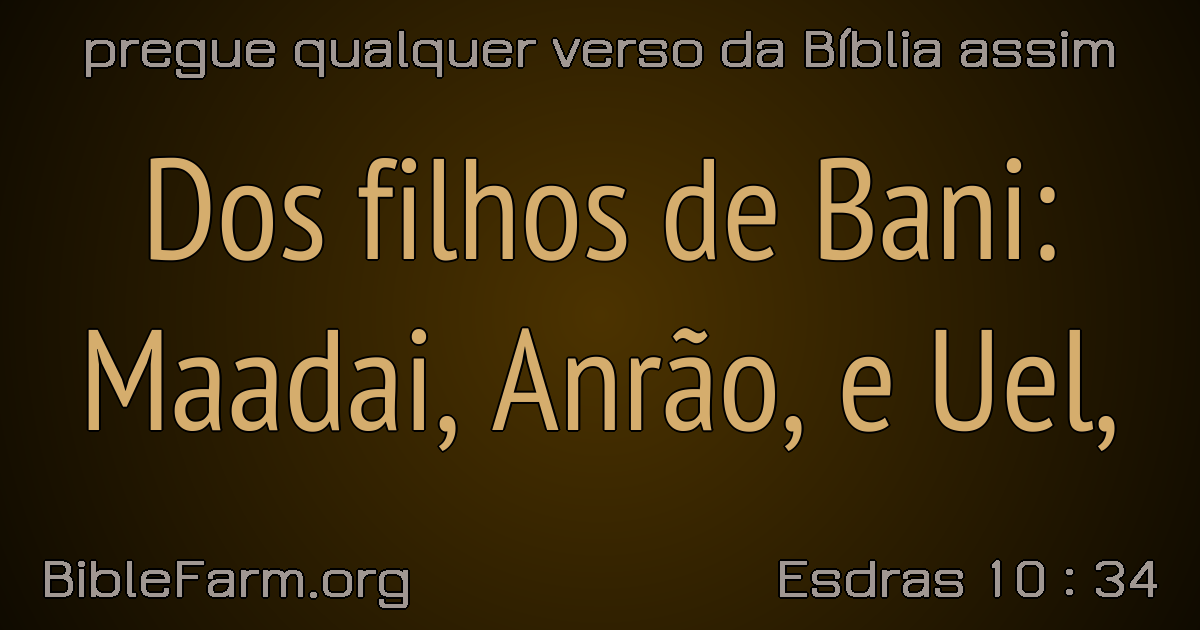 pregue qualquer verso da Bíblia assim
Dos filhos de Bani:
Maadai, Anrão, e Uel,
BibleFarm.org
Esdras 10 : 34